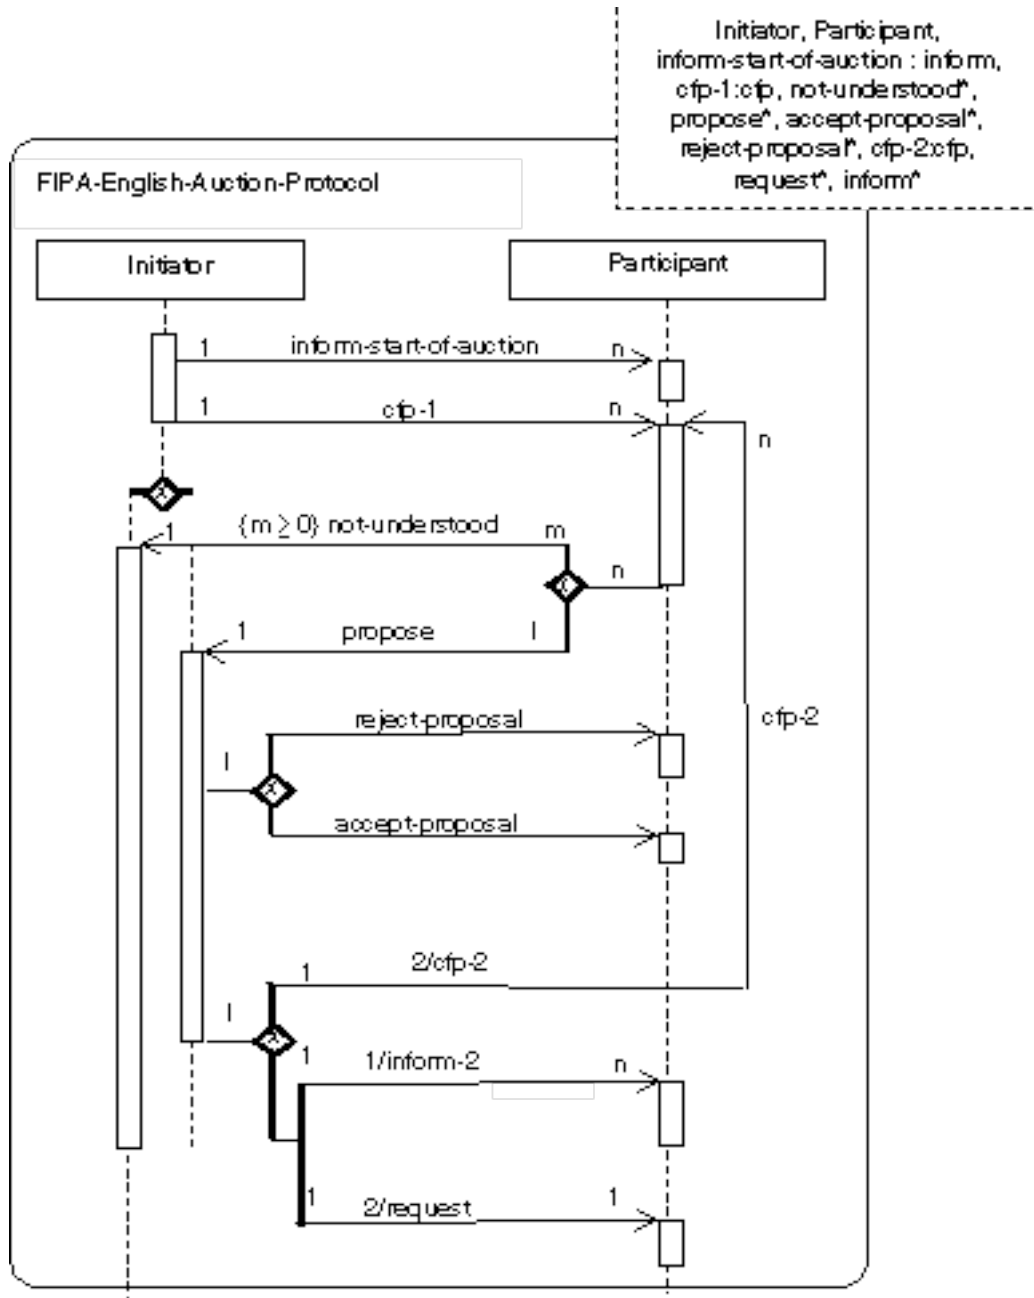 Initiator, Participant,
inform-start-of-auction : inform,
cfp-1:cfp, not-understood*,
propose*, accept-proposal*,
reject-proposal*, cfp-2:cfp,
request*, inform*
FIPA-English-Auction-Protocol
Initiator
Participant
1 inform-start-of-auction n
1 cfp-1 n
n
x
1 {m ≥ 0} not-understood m
n
1 propose l
cfp-2
reject-proposal
l
x
accept-proposal
1 2/cfp-2
l
1 1/inform-2 n
1 2/request 1